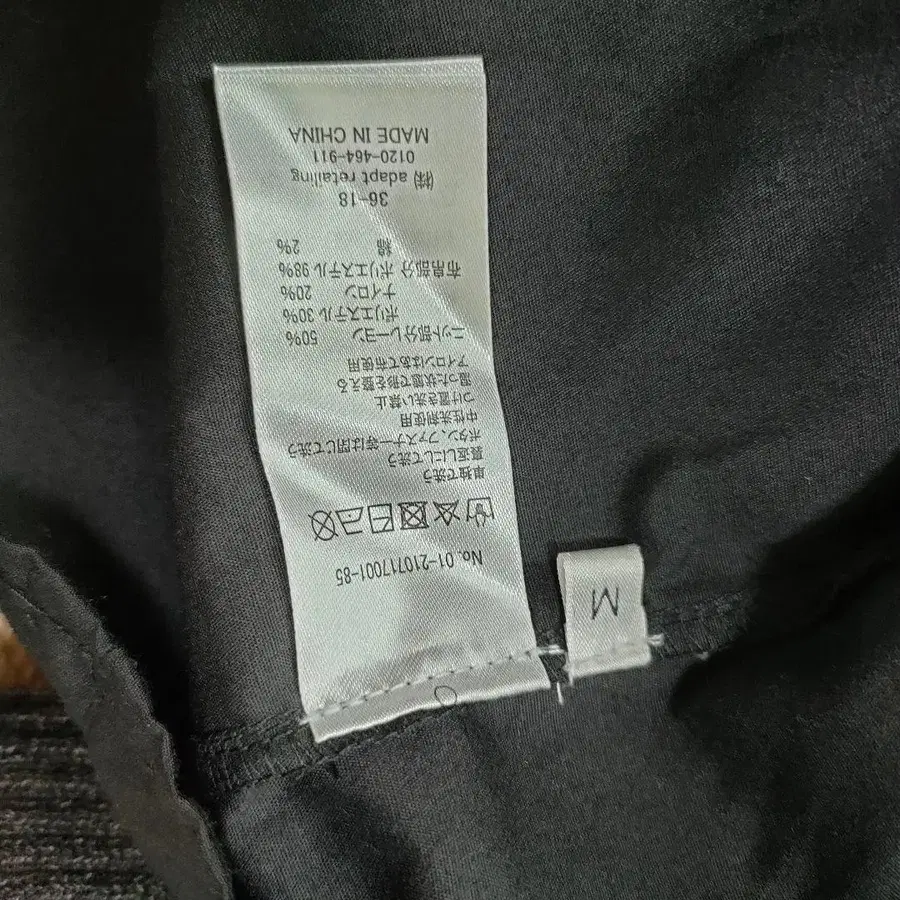 No. 01-210717001-85
単独で洗う
裏返しにして洗う
ボタン、ファスナー等は閉じて洗う
中性洗剤使用
つけ置き洗い禁止
湿った状態で形を整える
アイロンはあて布使用
ニット部分 レーヨン 50%
ポリエステル 30%
ナイロン 20%
布帛部分 ポリエステル 98%
綿 2%
36-18
㈱ adapt retailing
0120-464-911
MADE IN CHINA
M